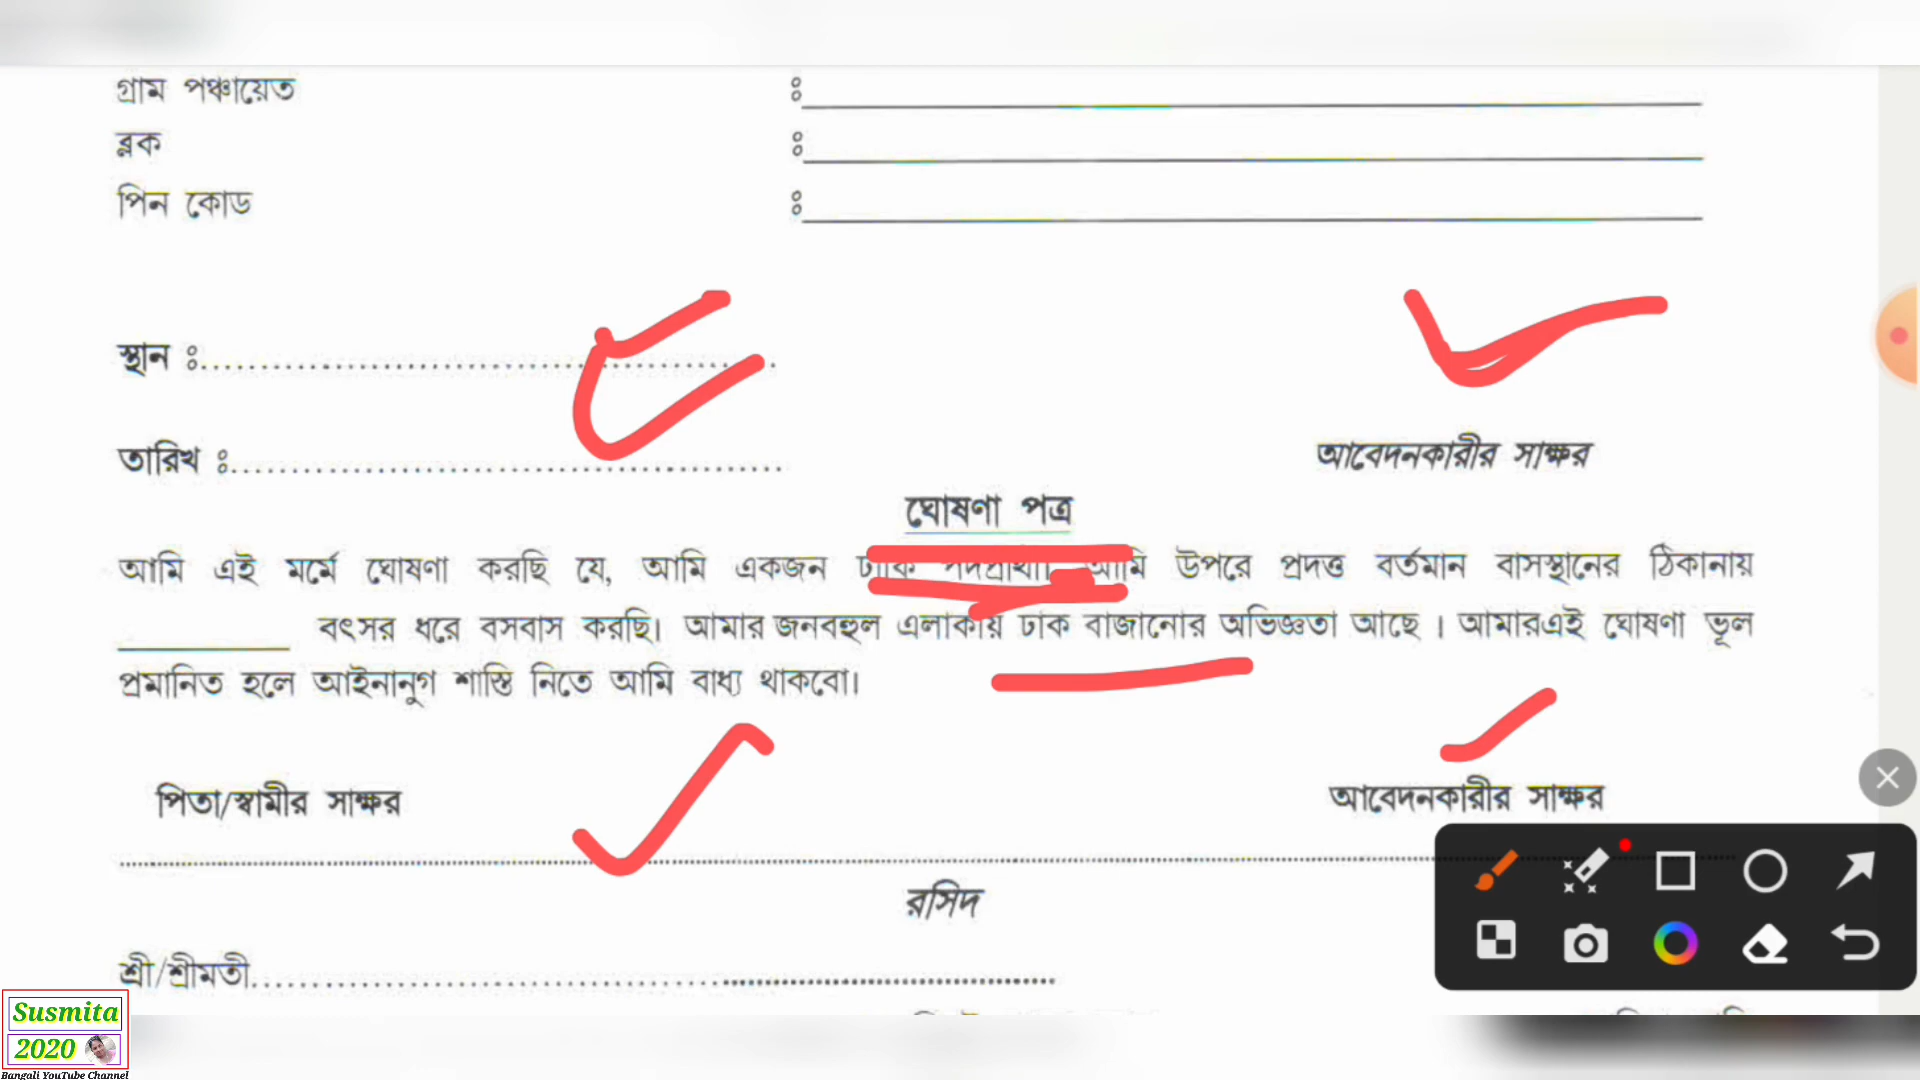 গ্রাম পঞ্চায়েত ঃ
ব্লক ঃ
পিন কোড ঃ
স্থান ঃ
তারিখ ঃ
আবেদনকারীর সাক্ষর
ঘোষণা পত্র
আমি এই মর্মে ঘোষণা করছি যে, আমি একজন ঢাকি পদপ্রার্থী। আমি উপরে প্রদত্ত বর্তমান বাসস্থানের ঠিকানায়
বৎসর ধরে বসবাস করছি। আমার জনবহুল এলাকায় ঢাক বাজানোর অভিজ্ঞতা আছে । আমারএই ঘোষণা ভূল
প্রমানিত হলে আইনানুগ শাস্তি নিতে আমি বাধ্য থাকবো।
পিতা/স্বামীর সাক্ষর আবেদনকারীর সাক্ষর
রসিদ
শ্রী/শ্রীমতী
Susmita
2020
Bangali YouTube Channel